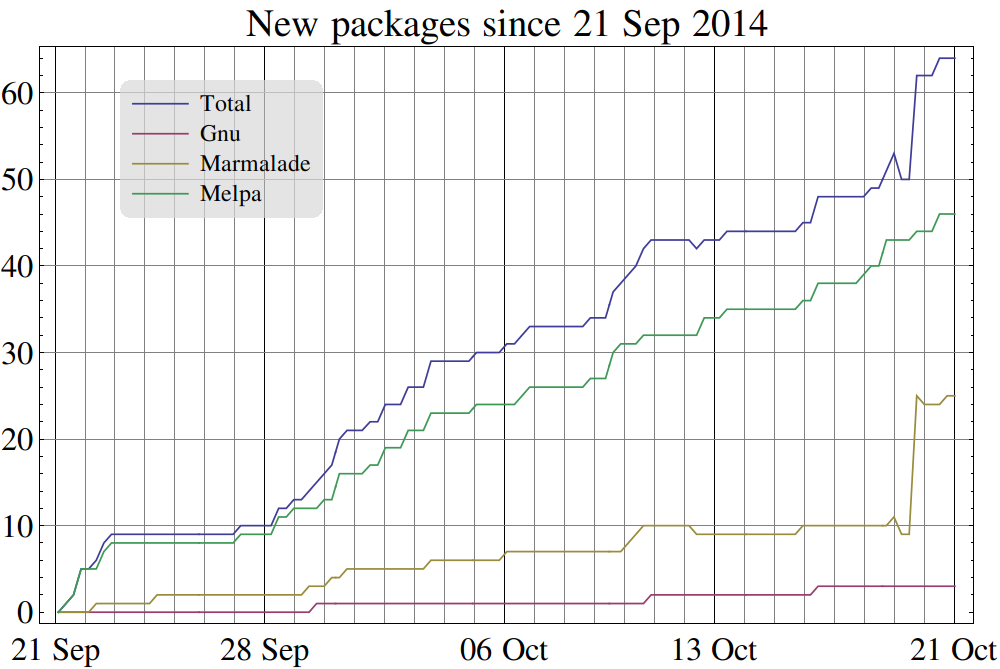 New packages since 21 Sep 2014
60
50
40
30
20
10
0
Total
Gnu
Marmalade
Melpa
21 Sep 28 Sep 06 Oct 13 Oct 21 Oct